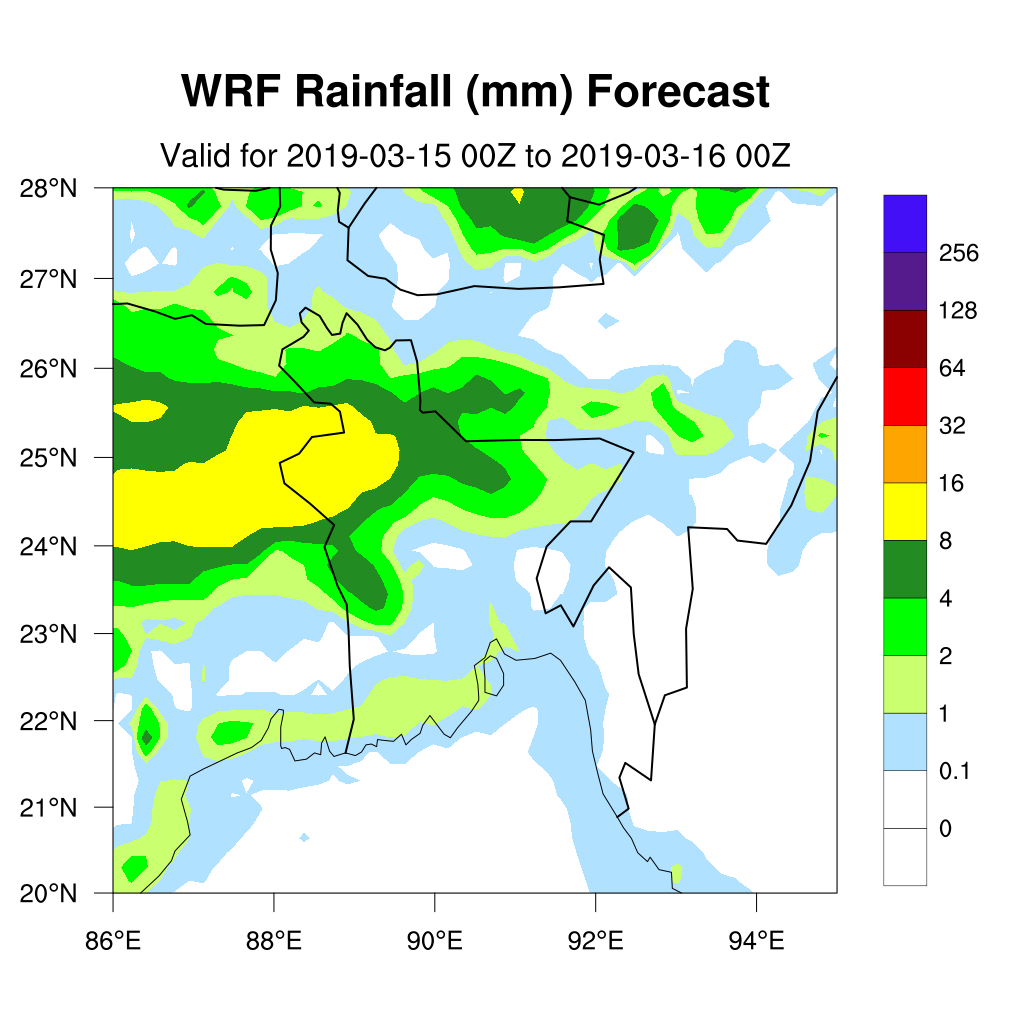 WRF Rainfall (mm) Forecast
Valid for 2019-03-15 00Z to 2019-03-16 00Z
28°N
27°N
26°N
25°N
24°N
23°N
22°N
21°N
20°N
86°E 88°E 90°E 92°E 94°E
256
128
64
32
16
8
4
2
1
0.1
0